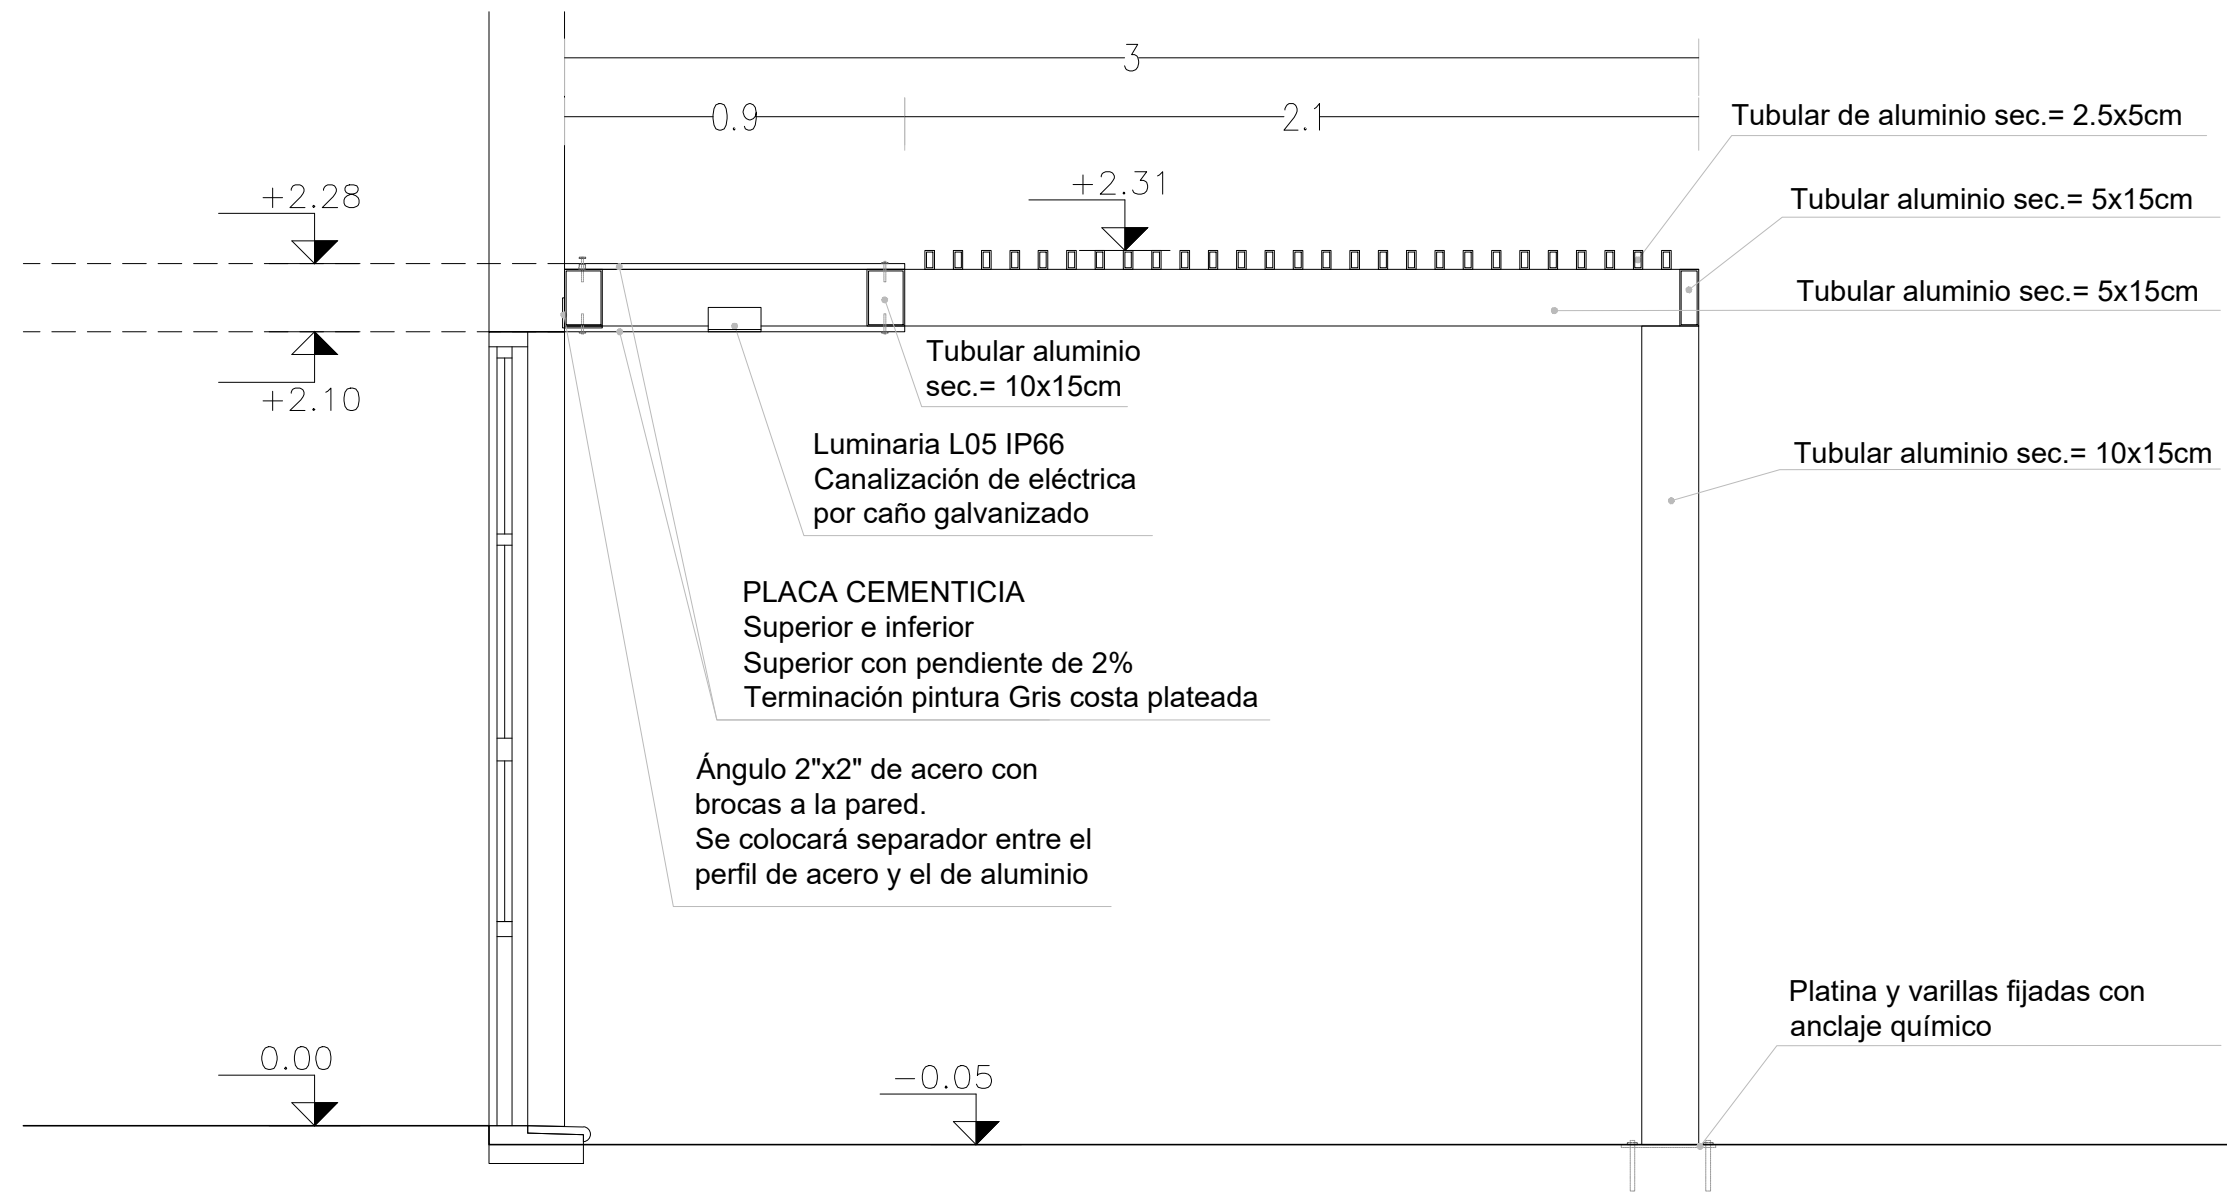 3
0.9
2.1
Tubular de aluminio sec.= 2.5x5cm
+2.28
+2.31
Tubular aluminio sec.= 5x15cm
Tubular aluminio sec.= 5x15cm
+2.10
Tubular aluminio
sec.= 10x15cm
Luminaria L05 IP66
Canalización de eléctrica
por caño galvanizado
Tubular aluminio sec.= 10x15cm
PLACA CEMENTICIA
Superior e inferior
Superior con pendiente de 2%
Terminación pintura Gris costa plateada
Ángulo 2"x2" de acero con
brocas a la pared.
Se colocará separador entre el
perfil de acero y el de aluminio
Platina y varillas fijadas con
anclaje químico
0.00
−0.05